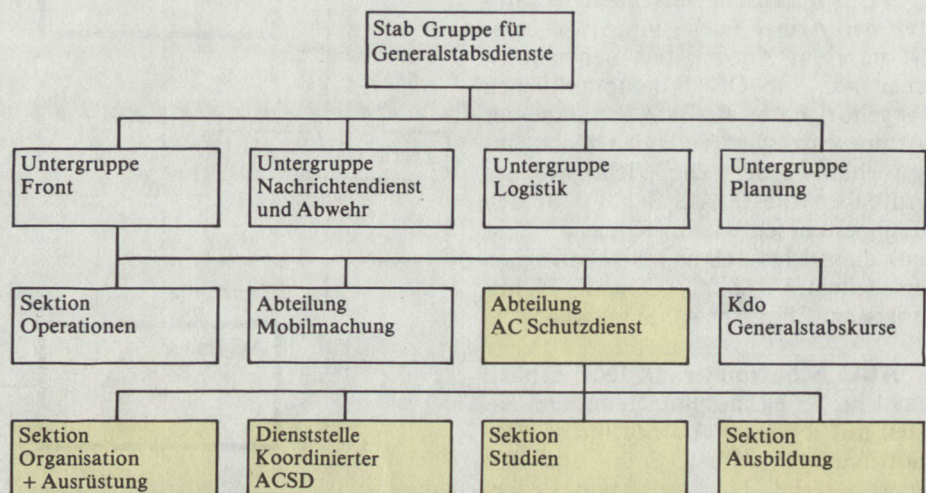 Stab Gruppe für
Generalstabsdienste
Untergruppe
Front
Untergruppe
Nachrichtendienst
und Abwehr
Untergruppe
Logistik
Untergruppe
Planung
Sektion
Operationen
Abteilung
Mobilmachung
Abteilung
AC Schutzdienst
Kdo
Generalstabskurse
Sektion
Organisation
+ Ausrüstung
Dienststelle
Koordinierter
ACSD
Sektion
Studien
Sektion
Ausbildung